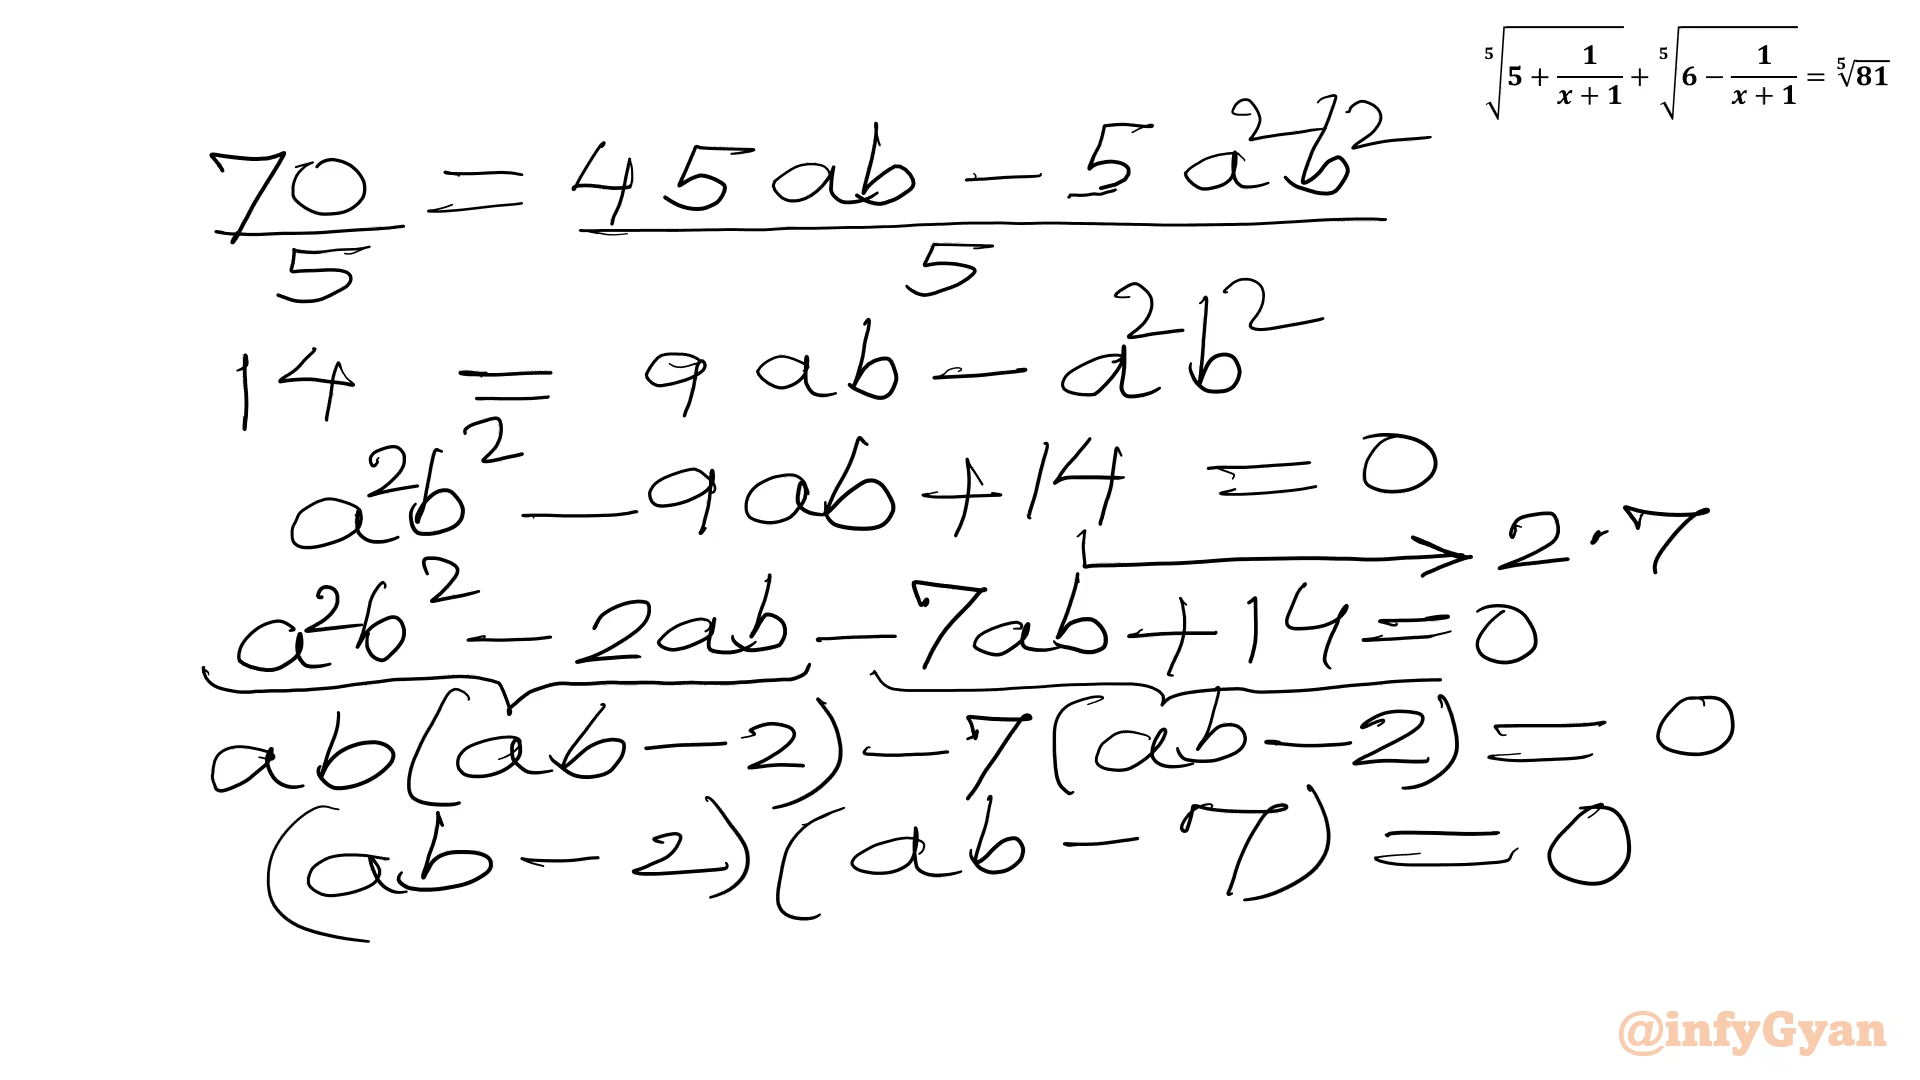 ⁵√(5 + 1/(x + 1)) + ⁵√(6 − 1/(x + 1)) = ⁵√81
70/5 = (45ab − 5a²b²)/5
14 = 9ab − a²b²
a²b² − 9ab + 14 = 0
→ 2·7
a²b² − 2ab − 7ab + 14 = 0
ab(ab − 2) − 7(ab − 2) = 0
(ab − 2)(ab − 7) = 0
@infyGyan